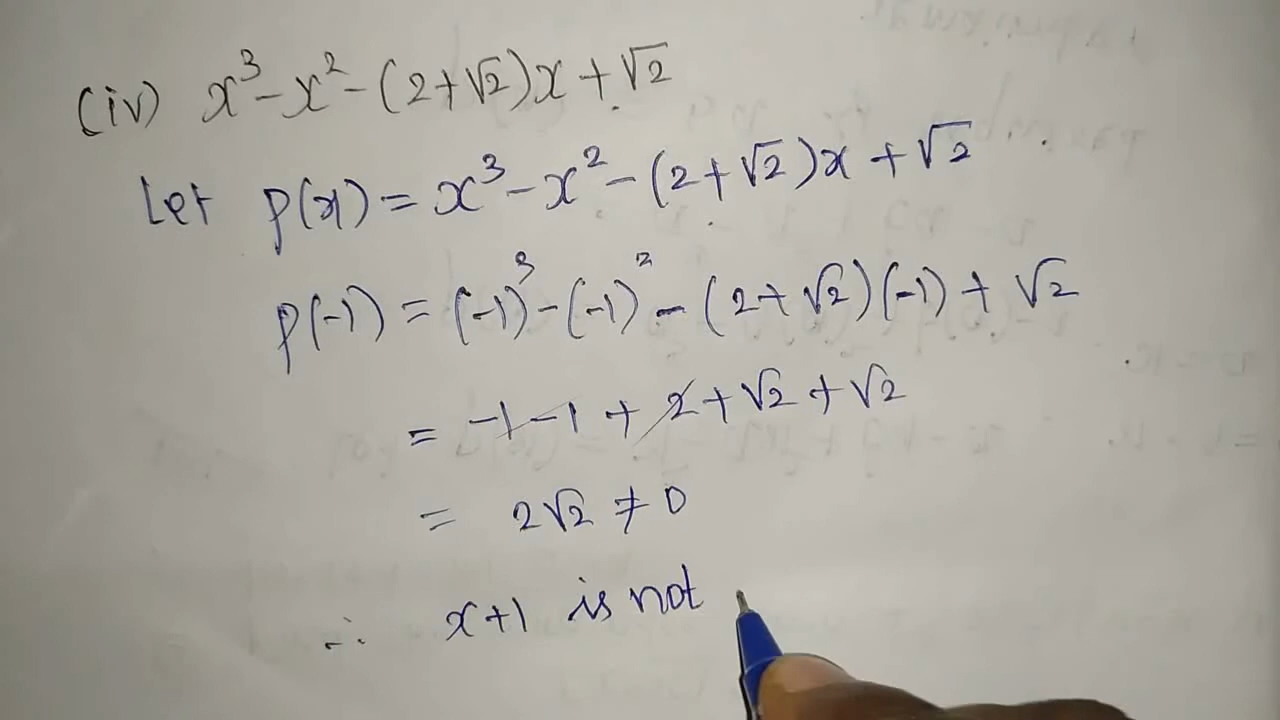 (iv) x³ - x² - (2+√2)x + √2
Let p(x) = x³ - x² - (2+√2)x + √2
p(-1) = (-1)³ - (-1)² - (2+√2)(-1) + √2
= -1 -1 + 2 + √2 + √2
= 2√2 ≠ 0
∴ x+1 is not